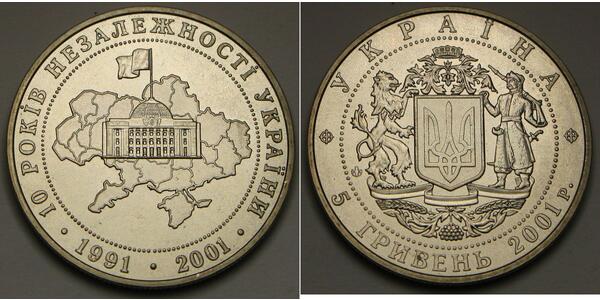 10 РОКІВ НЕЗАЛЕЖНОСТІ УКРАЇНИ
· 1991 · 2001 ·
УКРАЇНА
5 ГРИВЕНЬ 2001 р.